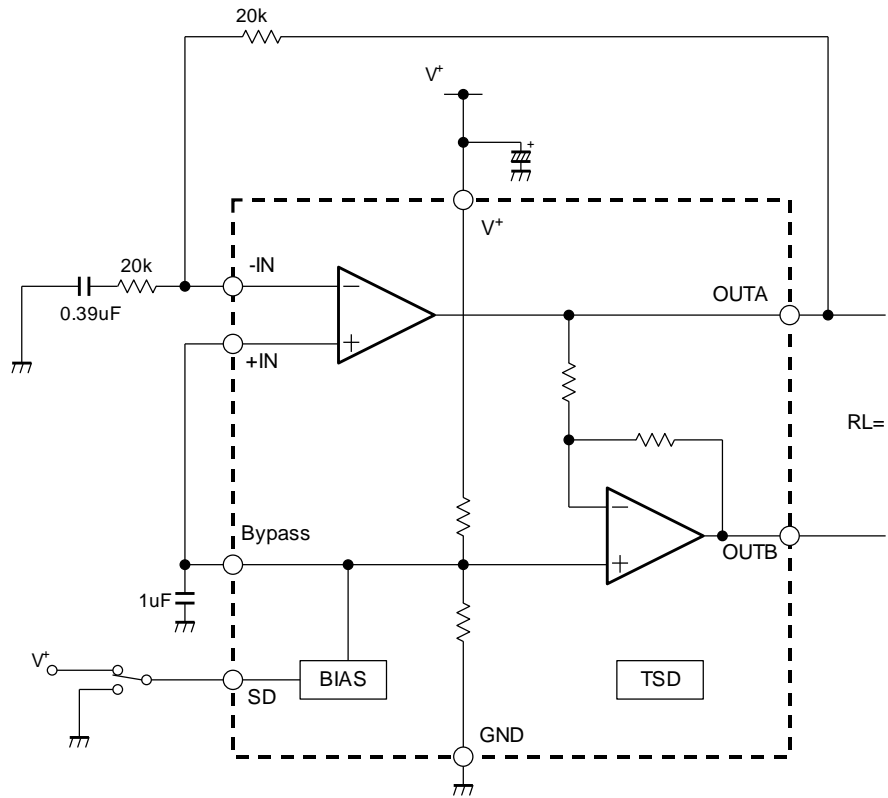 20k
V+
+
V+
20k
-IN
0.39uF
OUTA
+IN
RL=
Bypass
OUTB
1uF
V+
SD
BIAS
TSD
GND